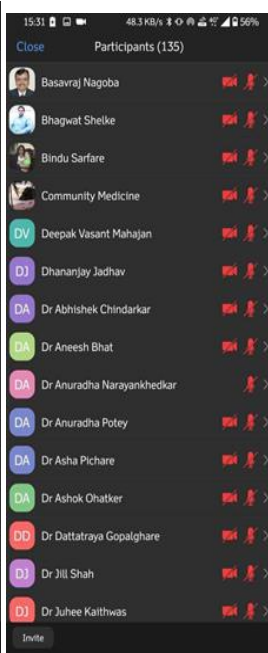 15:31 48.3 KB/s 4G 56%
Close Participants (135)
Basavraj Nagoba
Bhagwat Shelke
Bindu Sarfare
Community Medicine
DV Deepak Vasant Mahajan
DJ Dhananjay Jadhav
DA Dr Abhishek Chindarkar
DA Dr Aneesh Bhat
DA Dr Anuradha Narayankhedkar
DA Dr Anuradha Potey
DA Dr Asha Pichare
DA Dr Ashok Ohatker
DD Dr Dattatraya Gopalghare
DJ Dr Jill Shah
DJ Dr Juhee Kaithwas
Invite